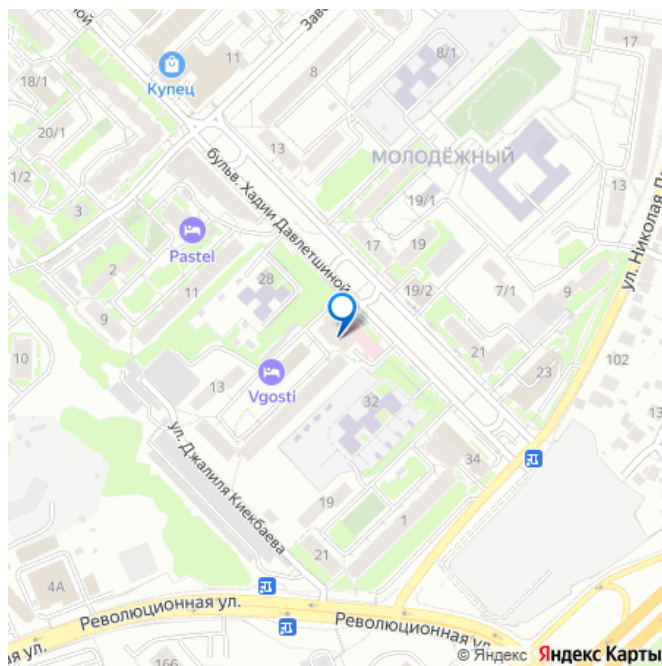 ной
Заво
17
11
8/1
Купец
8
18/1
20/1
13
МОЛОДЁЖНЫЙ
1/2
бульв. Хадии Давлетшиной
13
3
19/1
Pastel
17
19
2
28
11
19/2
7/1
9
ул. Николая П
9
21
10
102
13
23
Vgosti
32
34
ул. Джалиля Киекбаева
19
1
21
4А
Революционная ул.
Революционная ул.
ая ул.
166
© Яндекс Яндекс Карты